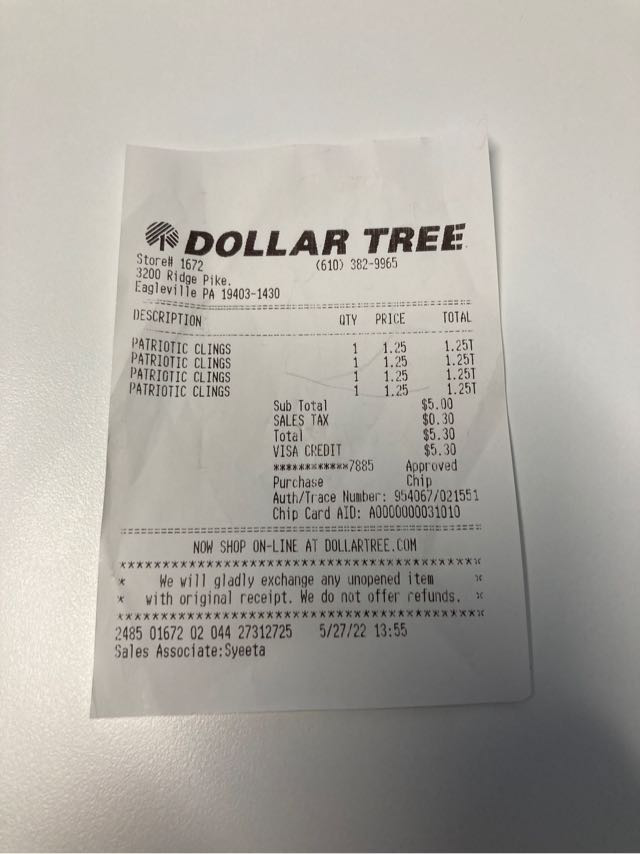 DOLLAR TREE
Store# 1672 (610) 382-9965
3200 Ridge Pike.
Eagleville PA 19403-1430
DESCRIPTION QTY PRICE TOTAL
PATRIOTIC CLINGS 1 1.25 1.25T
PATRIOTIC CLINGS 1 1.25 1.25T
PATRIOTIC CLINGS 1 1.25 1.25T
PATRIOTIC CLINGS 1 1.25 1.25T
Sub Total $5.00
SALES TAX $0.30
Total $5.30
VISA CREDIT $5.30
************7885 Approved
Purchase Chip
Auth/Trace Number: 954067/021551
Chip Card AID: A0000000031010
NOW SHOP ON-LINE AT DOLLARTREE.COM
* We will gladly exchange any unopened item *
* with original receipt. We do not offer refunds. *
2485 01672 02 044 27312725 5/27/22 13:55
Sales Associate:Syeeta